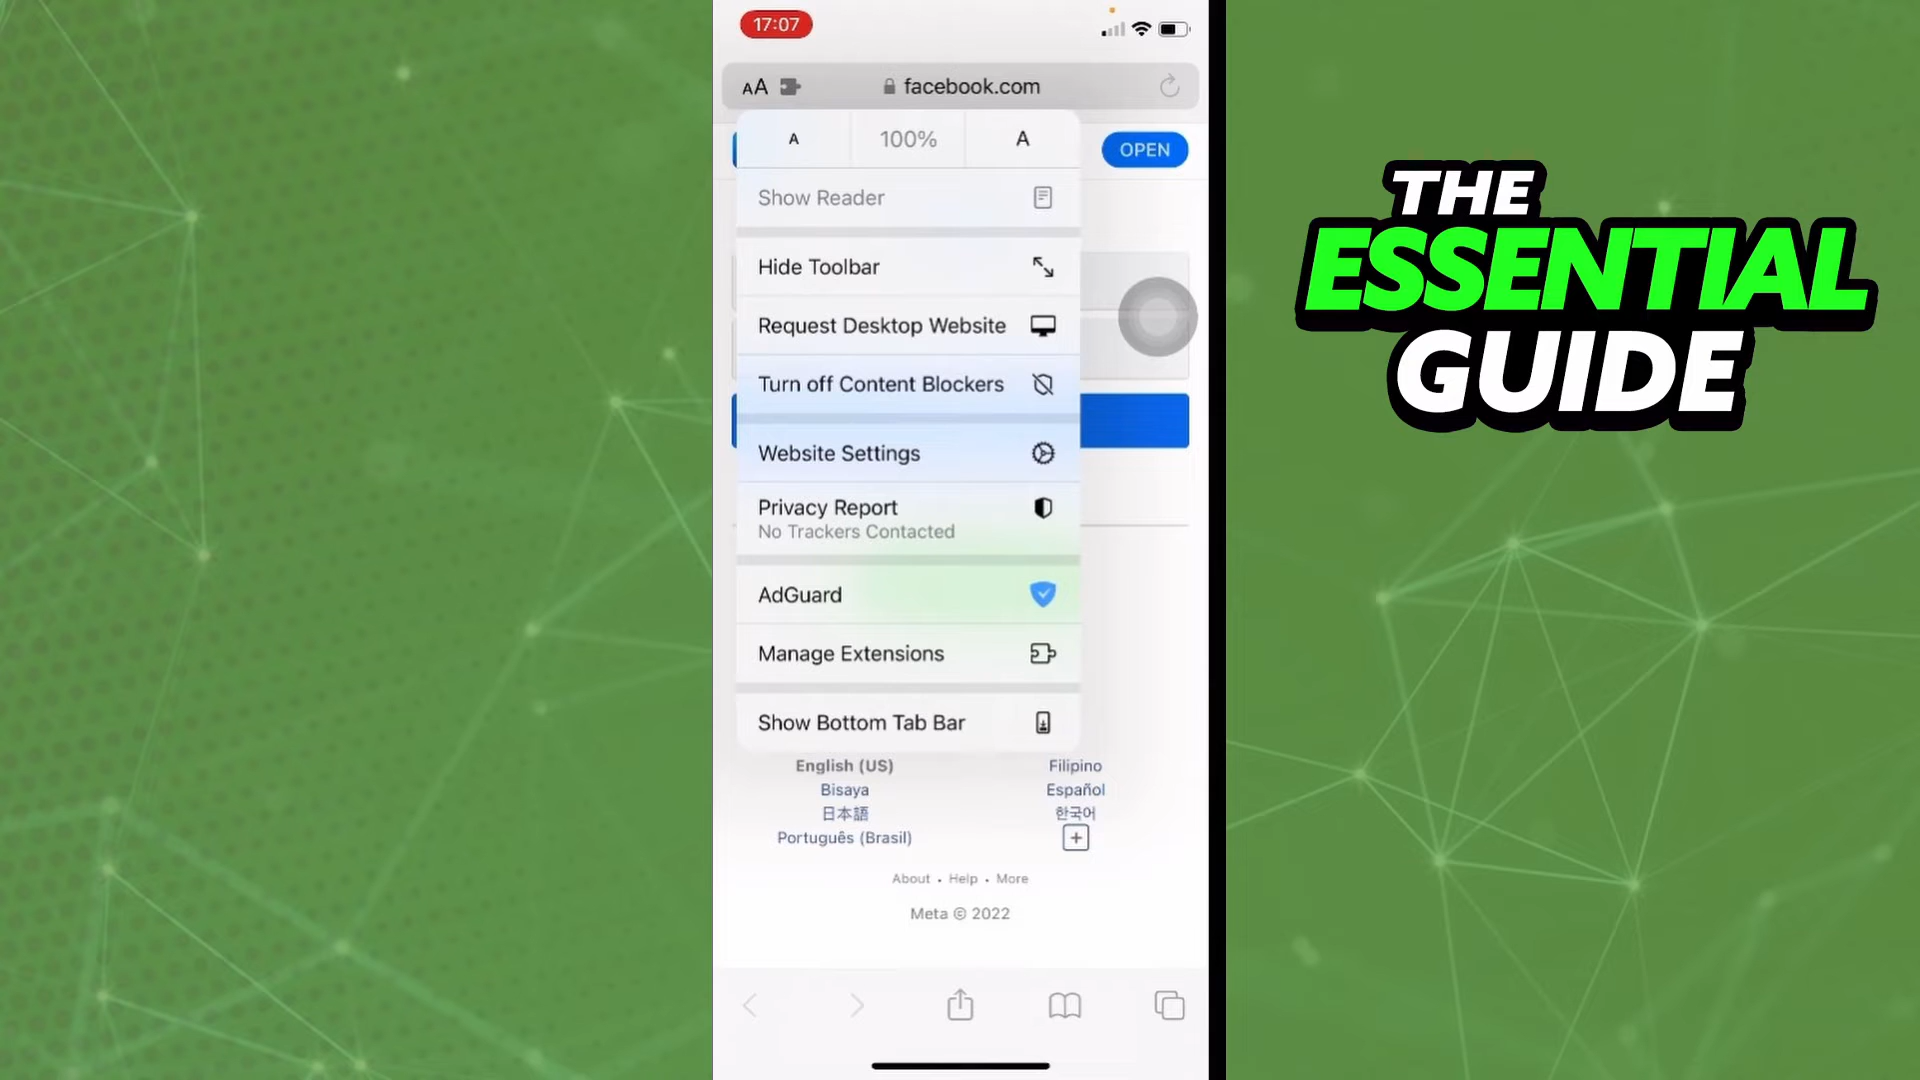 17:07
AA facebook.com
A 100% A
OPEN
Show Reader
Hide Toolbar
Request Desktop Website
Turn off Content Blockers
Website Settings
Privacy Report
No Trackers Contacted
AdGuard
Manage Extensions
Show Bottom Tab Bar
English (US) Filipino
Bisaya Español
日本語 한국어
Português (Brasil)
About • Help • More
Meta © 2022
THE
ESSENTIAL
GUIDE